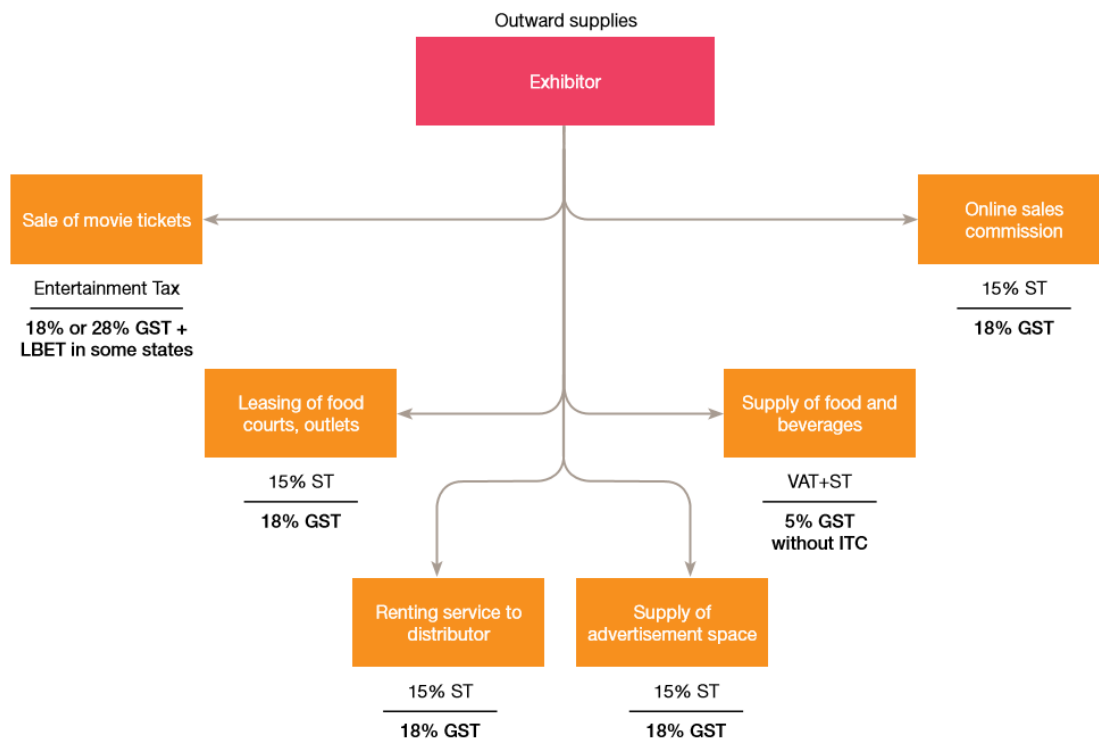 Outward supplies
Exhibitor
Sale of movie tickets
Entertainment Tax
18% or 28% GST +
LBET in some states
Online sales
commission
15% ST
18% GST
Leasing of food
courts, outlets
15% ST
18% GST
Supply of food and
beverages
VAT+ST
5% GST
without ITC
Renting service to
distributor
15% ST
18% GST
Supply of
advertisement space
15% ST
18% GST